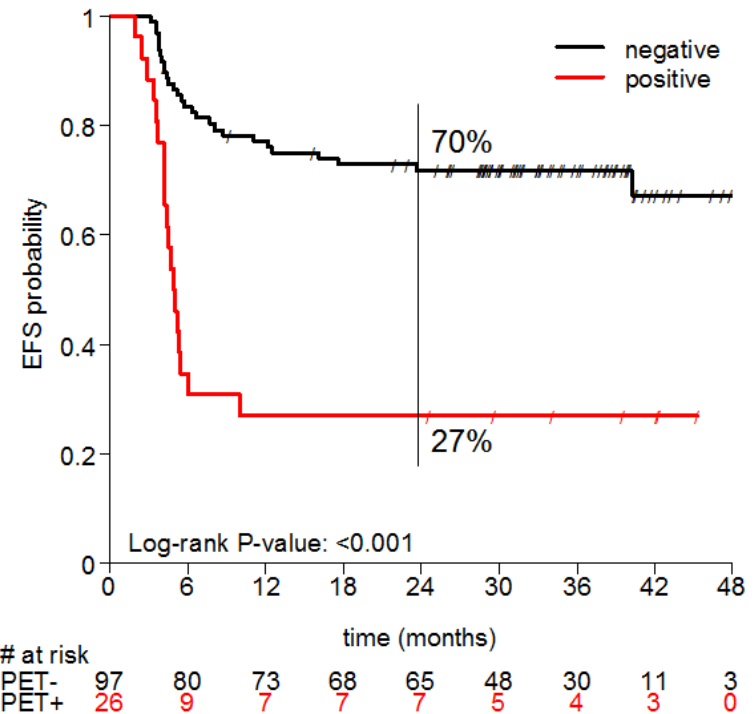 1
negative
positive
0.8
70%
0.6
EFS probability
0.4
27%
0.2
Log-rank P-value: <0.001
0
0 6 12 18 24 30 36 42 48
time (months)
# at risk
PET- 97 80 73 68 65 48 30 11 3
PET+ 26 9 7 7 7 5 4 3 0